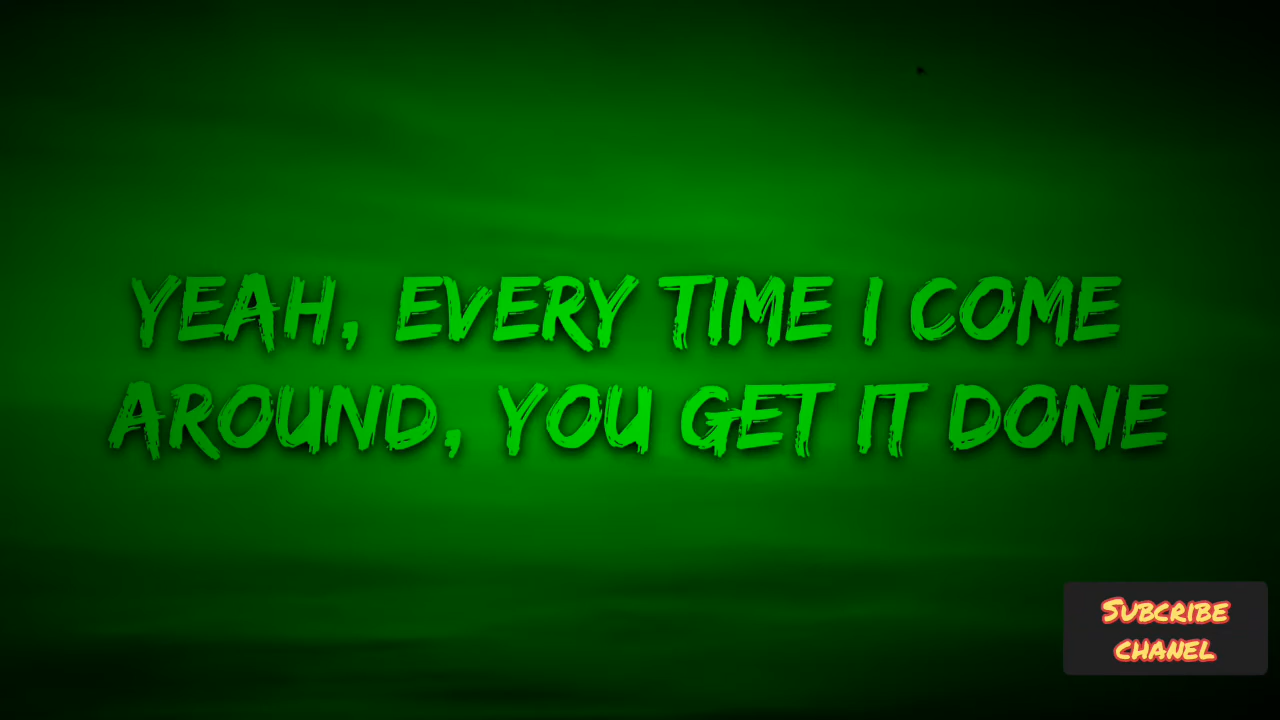 YEAH, EVERY TIME I COME
AROUND, YOU GET IT DONE
SUBCRIBE
CHANEL